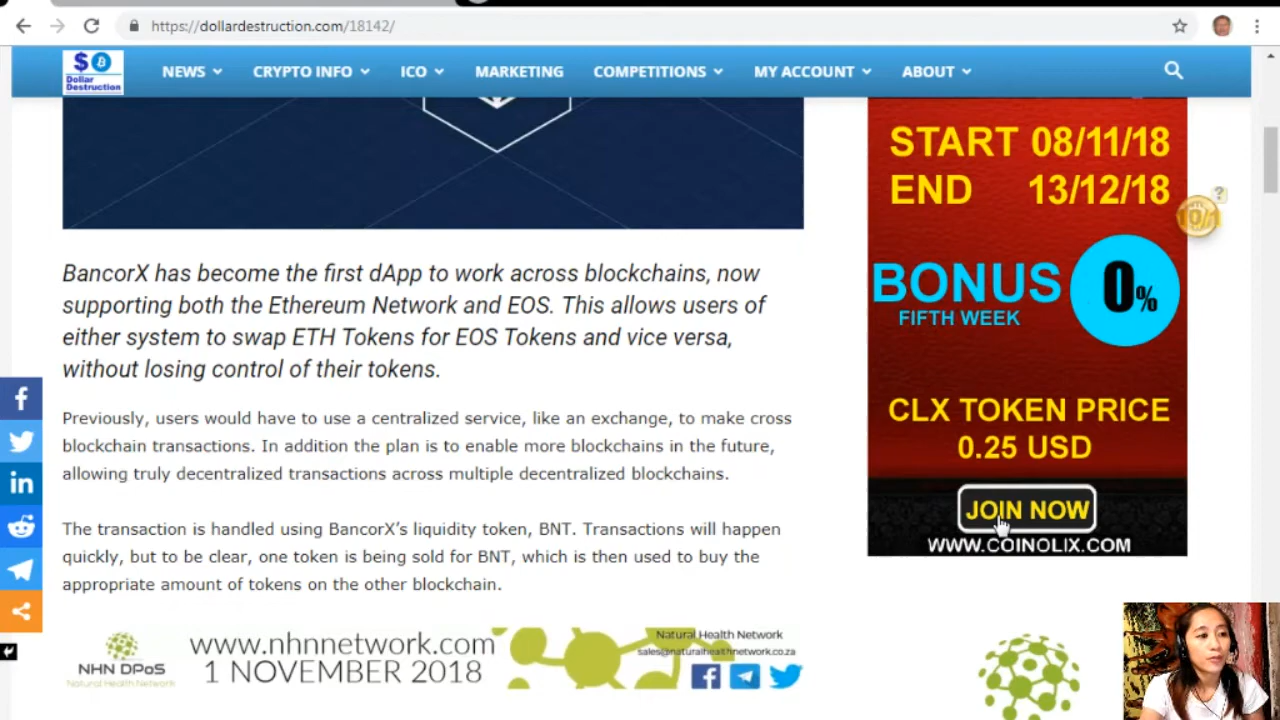 https://dollardestruction.com/18142/
Dollar
Destruction
NEWS CRYPTO INFO ICO MARKETING COMPETITIONS MY ACCOUNT ABOUT
BancorX has become the first dApp to work across blockchains, now
supporting both the Ethereum Network and EOS. This allows users of
either system to swap ETH Tokens for EOS Tokens and vice versa,
without losing control of their tokens.
Previously, users would have to use a centralized service, like an exchange, to make cross
blockchain transactions. In addition the plan is to enable more blockchains in the future,
allowing truly decentralized transactions across multiple decentralized blockchains.
The transaction is handled using BancorX’s liquidity token, BNT. Transactions will happen
quickly, but to be clear, one token is being sold for BNT, which is then used to buy the
appropriate amount of tokens on the other blockchain.
START 08/11/18
END 13/12/18
10/1
?
BONUS 0%
FIFTH WEEK
CLX TOKEN PRICE
0.25 USD
JOIN NOW
WWW.COINOLIX.COM
NHN DPoS
Natural Health Network
www.nhnnetwork.com
1 NOVEMBER 2018
Natural Health Network
sales@naturalhealthnetwork.co.za